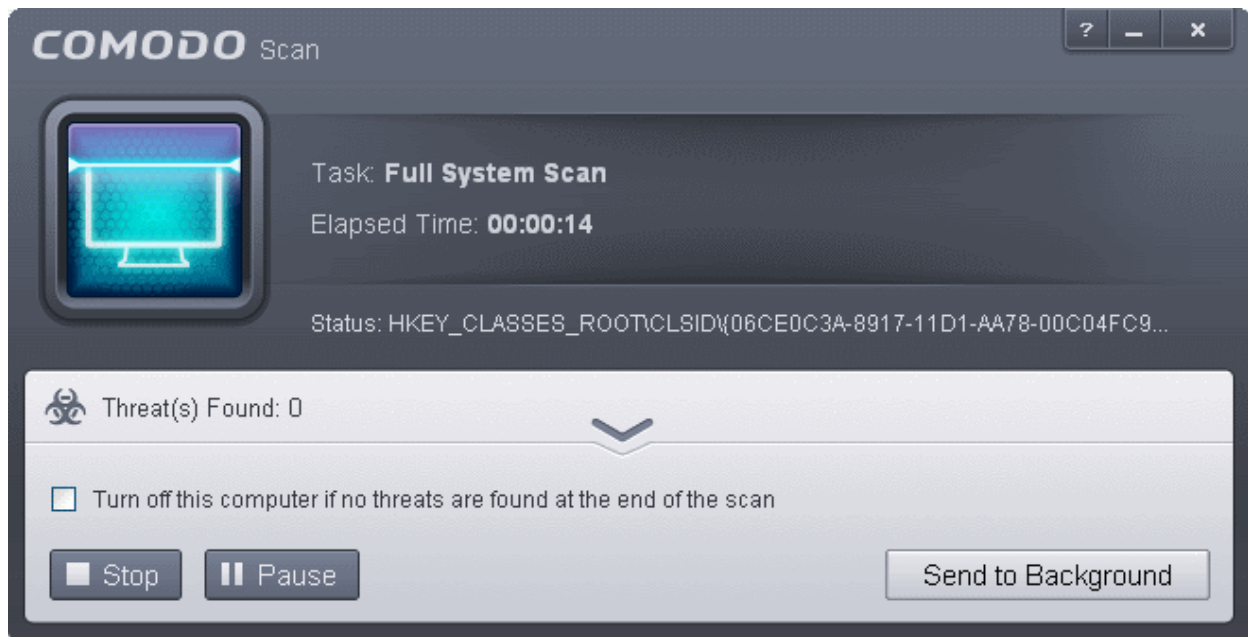 COMODO Scan
?
Task: Full System Scan
Elapsed Time: 00:00:14
Status: HKEY_CLASSES_ROOT\CLSID\{06CE0C3A-8917-11D1-AA78-00C04FC9...
Threat(s) Found: 0
Turn off this computer if no threats are found at the end of the scan
Stop
Pause
Send to Background